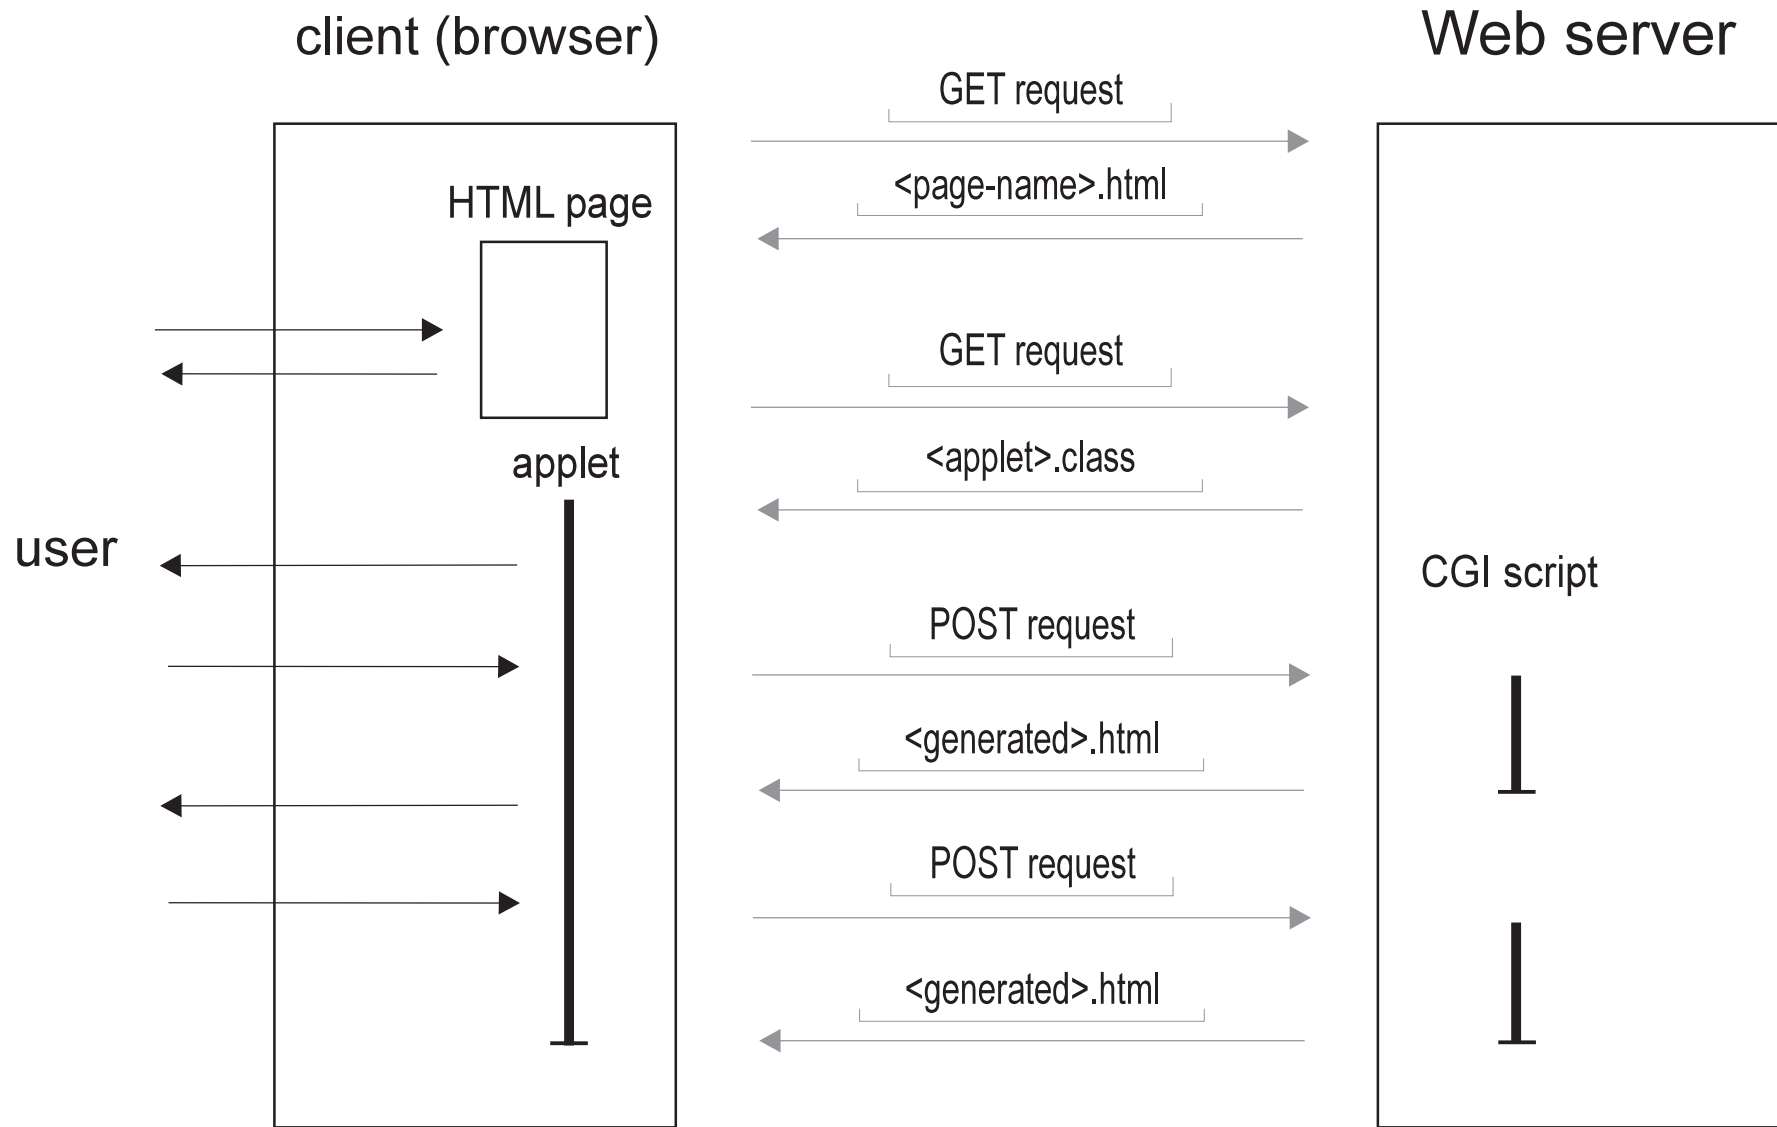 client (browser)
Web server
GET request
<page-name>.html
HTML page
GET request
applet
<applet>.class
user
CGI script
POST request
<generated>.html
POST request
<generated>.html